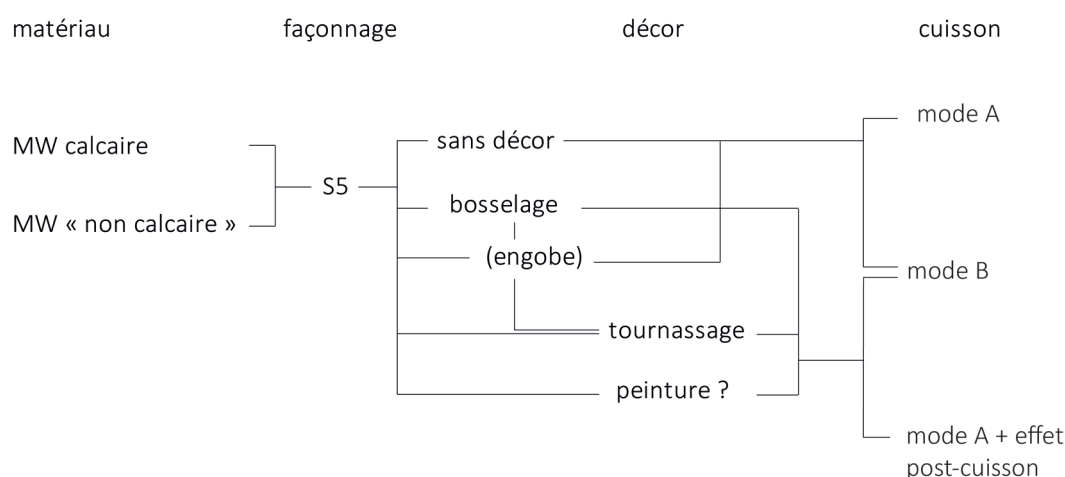 matériau façonnage décor cuisson
mode A
sans décor
MW calcaire
S5
bosselage
MW « non calcaire »
(engobe)
mode B
tournassage
peinture ?
mode A + effet
post-cuisson